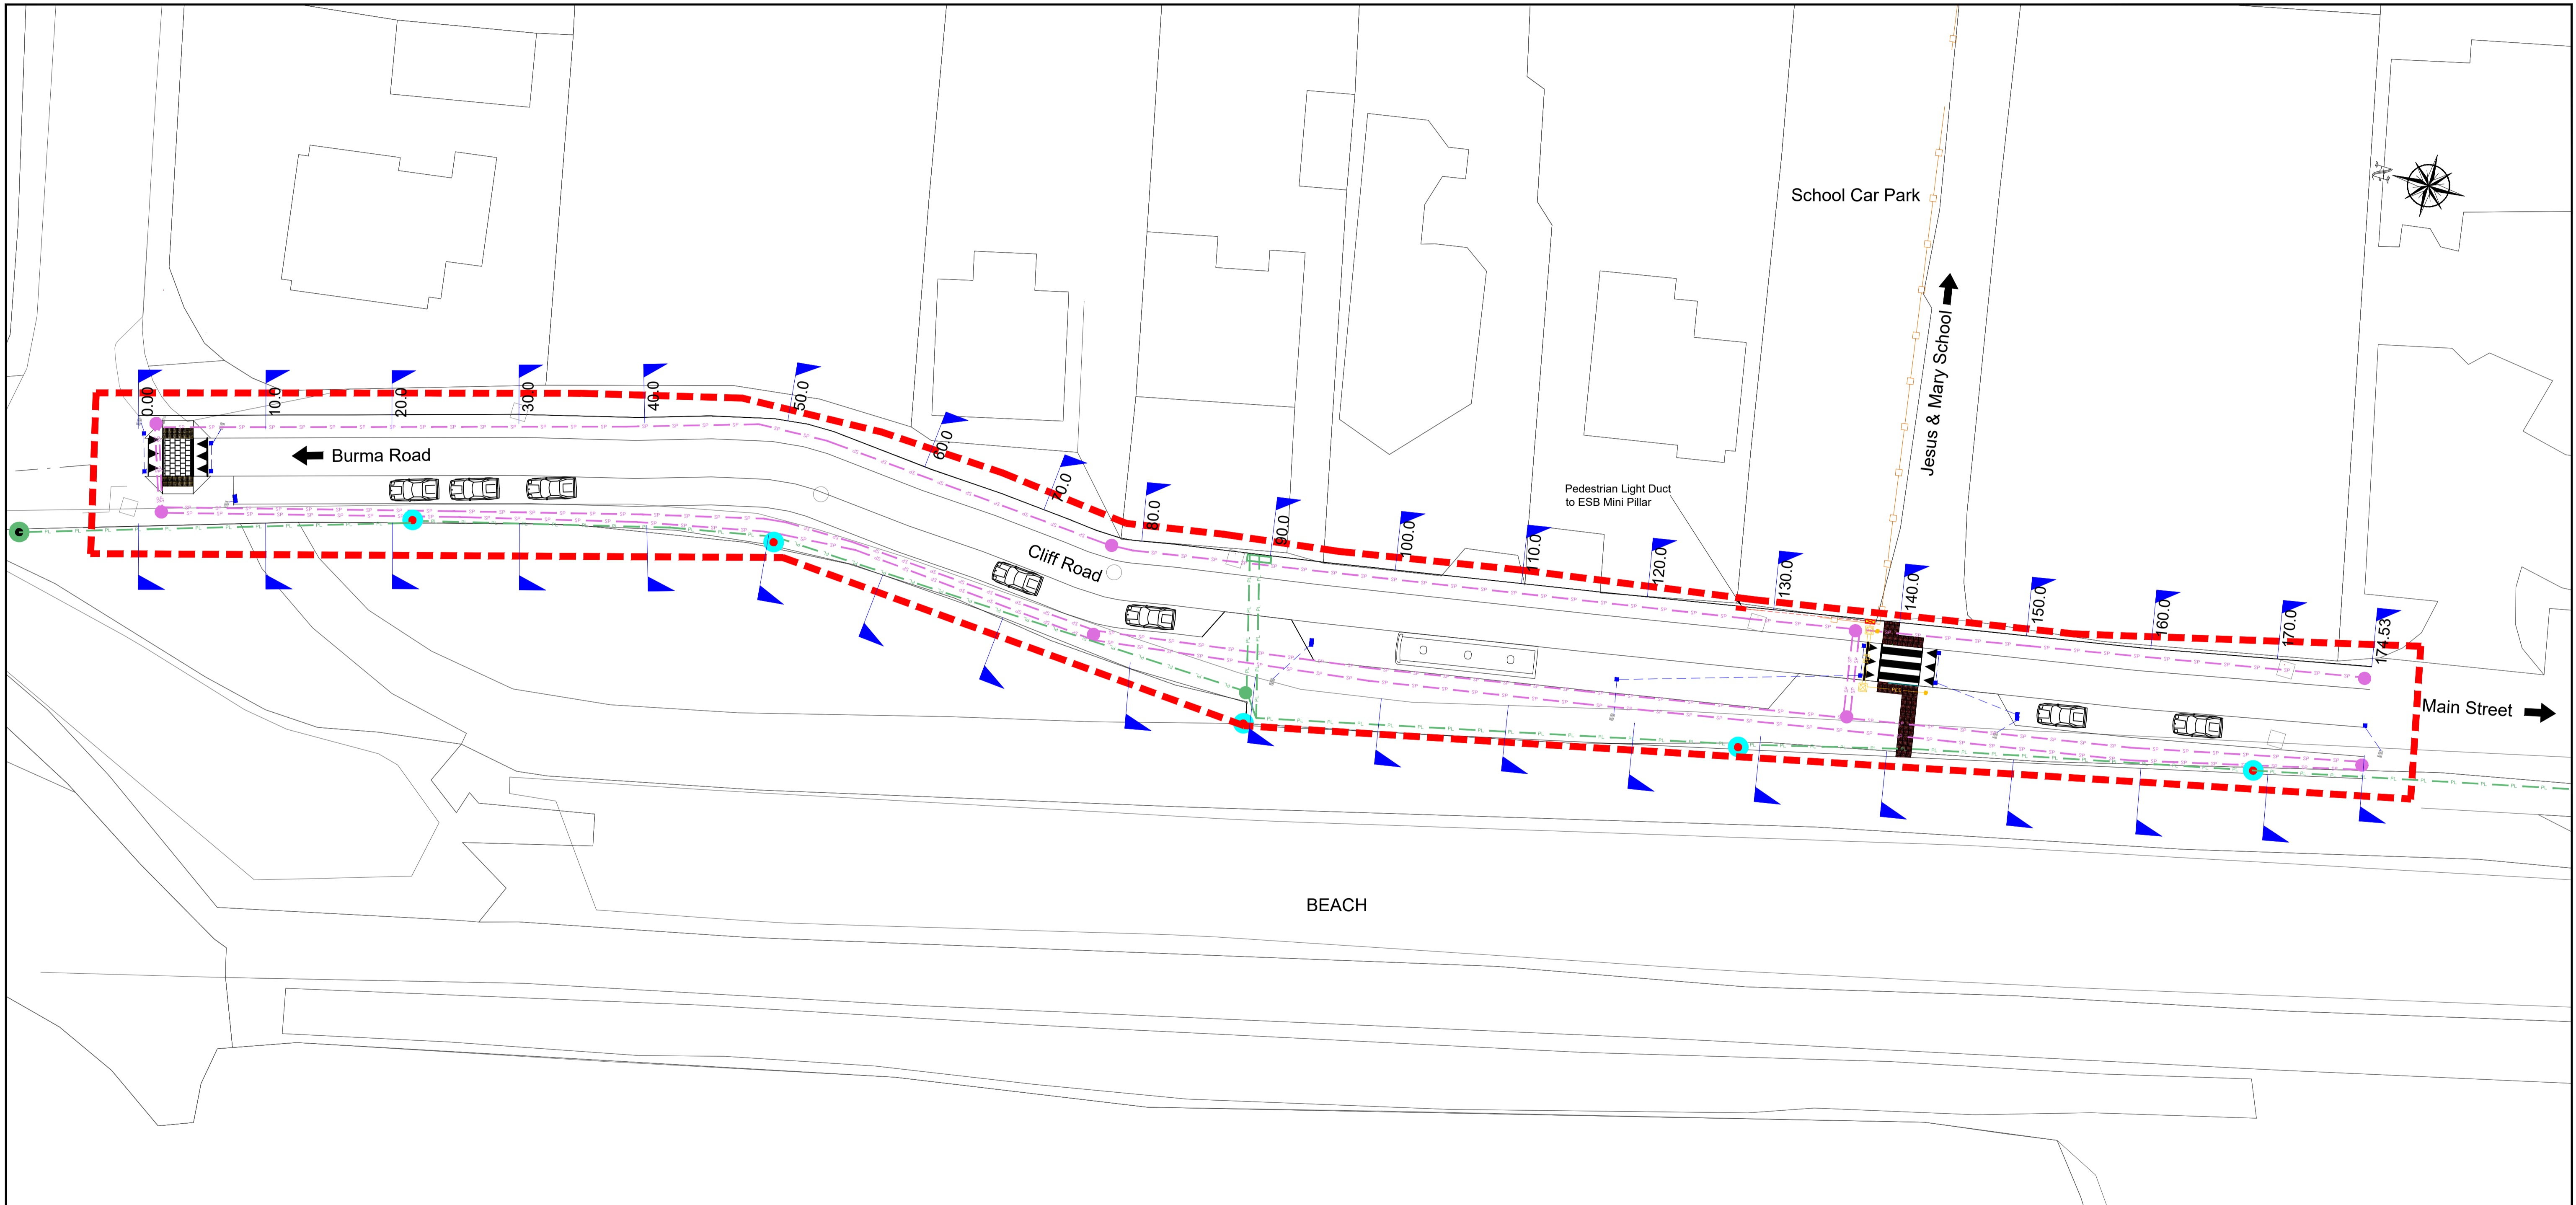 N
School Car Park
Jesus & Mary School
0.00
10.0
20.0
30.0
40.0
50.0
60.0
70.0
80.0
90.0
100.0
110.0
120.0
130.0
140.0
150.0
160.0
170.0
174.53
Burma Road
Cliff Road
Pedestrian Light Duct
to ESB Mini Pillar
Main Street
BEACH